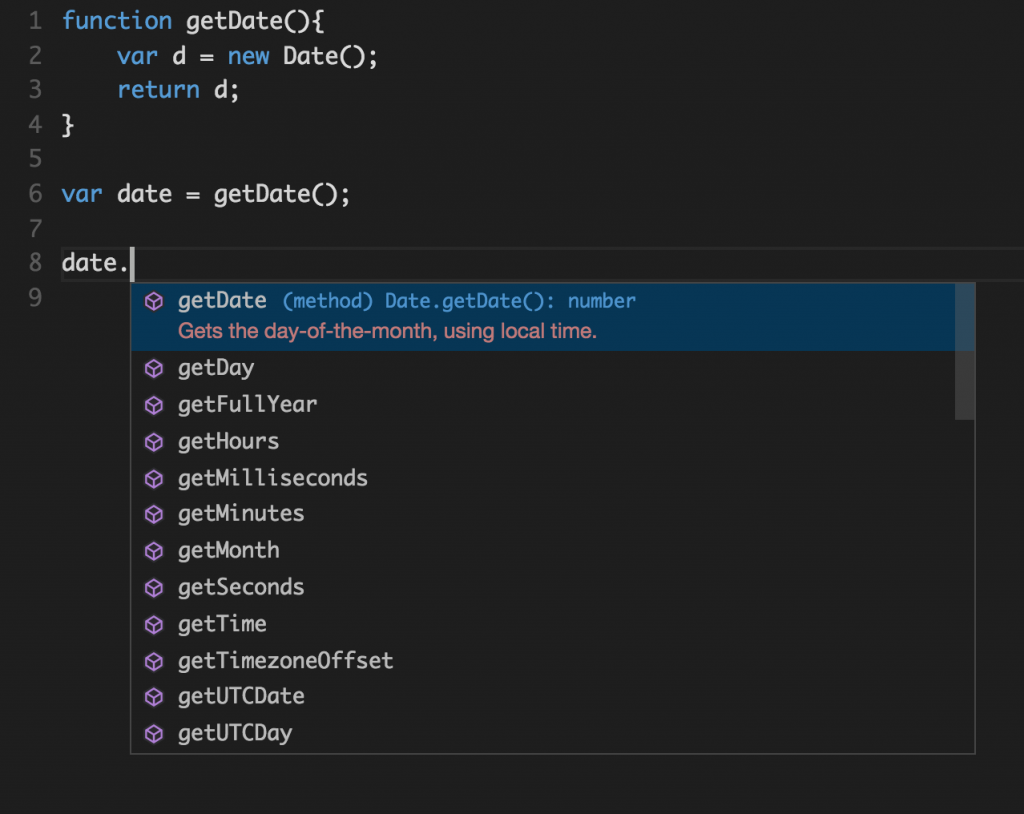 1 function getDate(){
2     var d = new Date();
3     return d;
4 }
5
6 var date = getDate();
7
8 date.
9
getDate (method) Date.getDate(): number
Gets the day-of-the-month, using local time.
getDay
getFullYear
getHours
getMilliseconds
getMinutes
getMonth
getSeconds
getTime
getTimezoneOffset
getUTCDate
getUTCDay